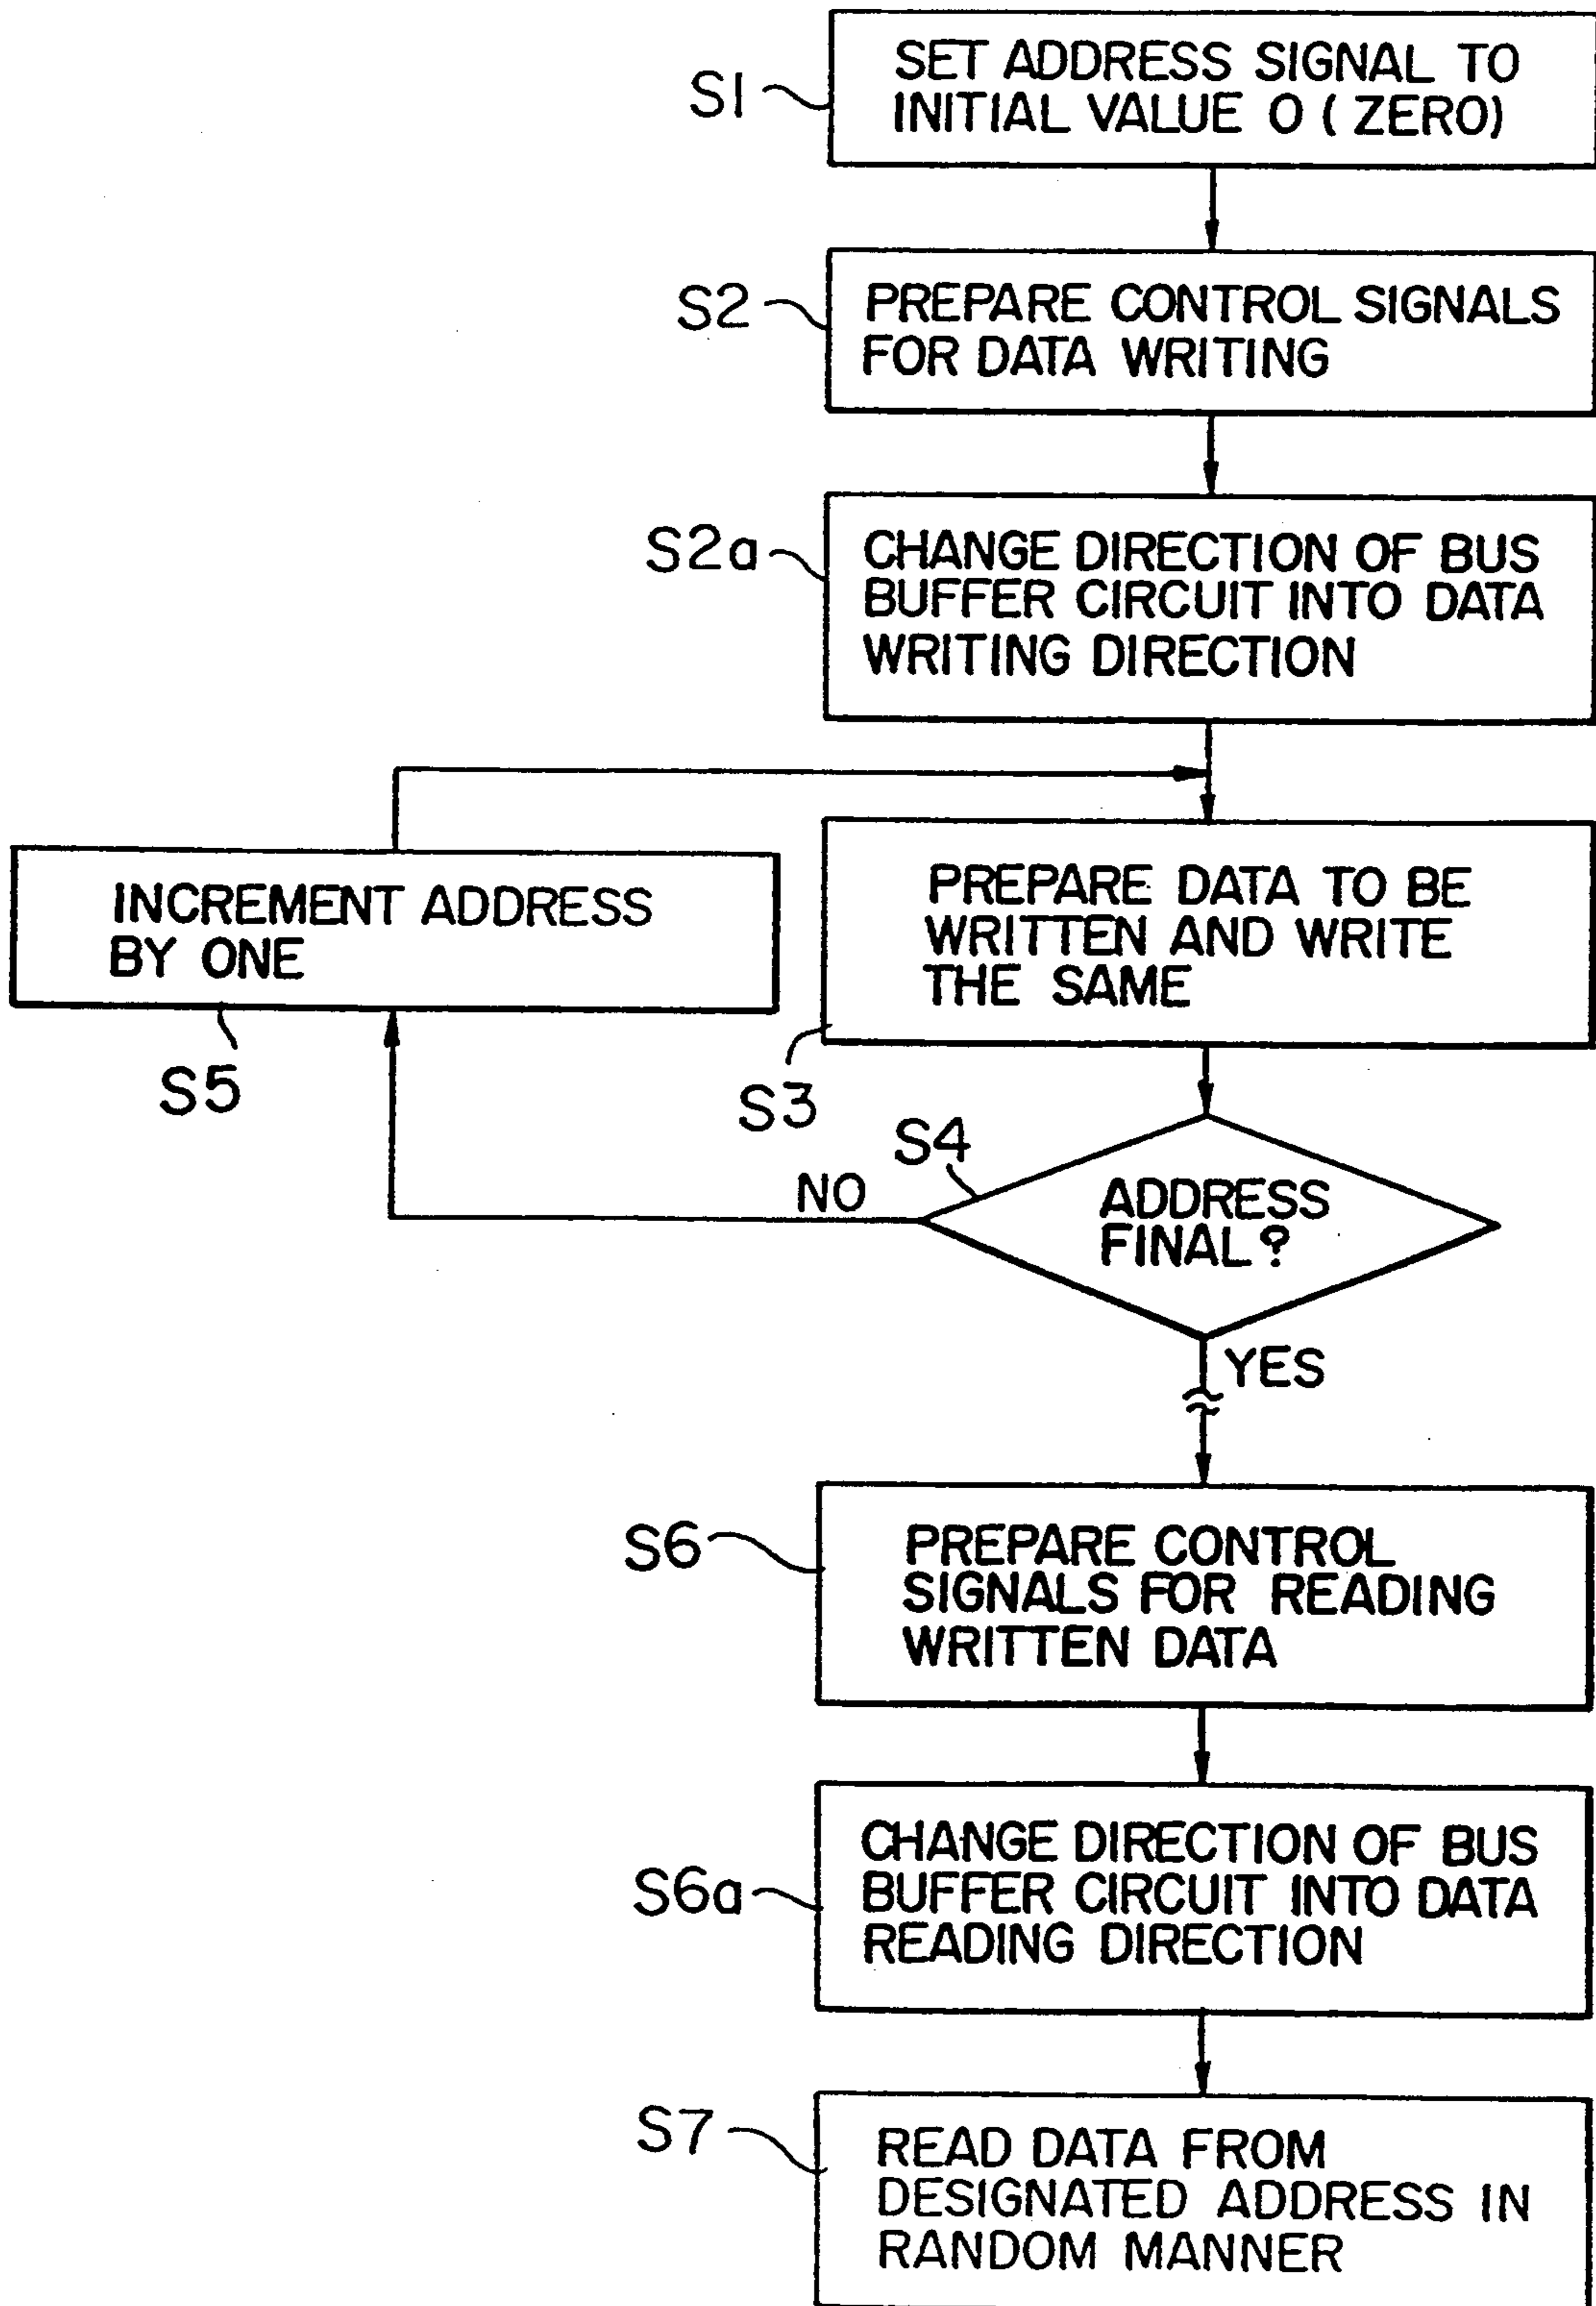 S1
SET ADDRESS SIGNAL TO
INITIAL VALUE 0 (ZERO)
S2
PREPARE CONTROL SIGNALS
FOR DATA WRITING
S2a
CHANGE DIRECTION OF BUS
BUFFER CIRCUIT INTO DATA
WRITING DIRECTION
INCREMENT ADDRESS
BY ONE
S5
PREPARE DATA TO BE
WRITTEN AND WRITE
THE SAME
S3
S4
NO
ADDRESS
FINAL?
YES
S6
PREPARE CONTROL
SIGNALS FOR READING
WRITTEN DATA
S6a
CHANGE DIRECTION OF BUS
BUFFER CIRCUIT INTO DATA
READING DIRECTION
S7
READ DATA FROM
DESIGNATED ADDRESS IN
RANDOM MANNER